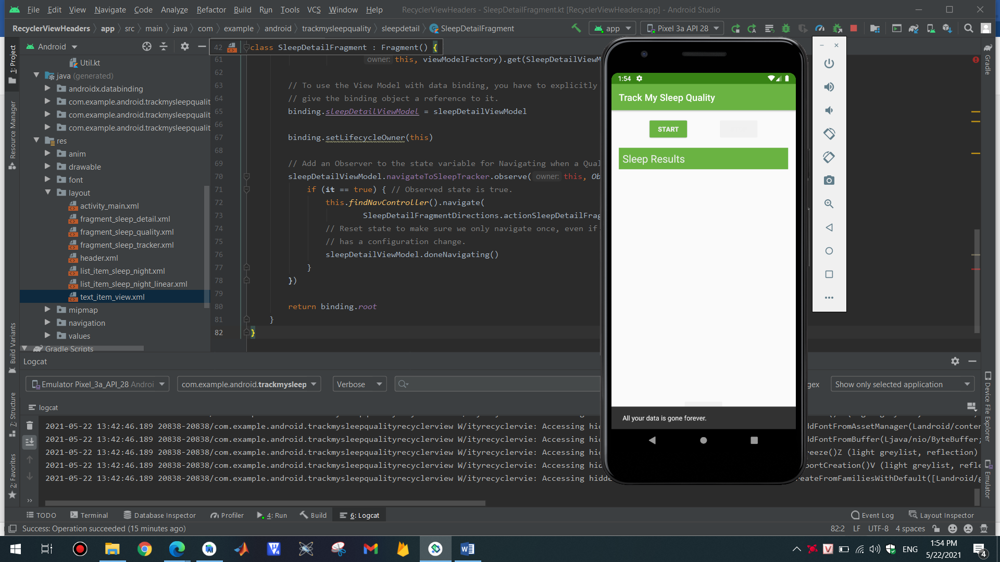 File Edit View Navigate Code Analyze Refactor Build Run Tools VCS Window Help RecyclerViewHeaders - SleepDetailFragment.kt [RecyclerViewHeaders.app] - Android Studio
RecyclerViewHeaders app src main java com example android trackmysleepquality sleepdetail SleepDetailFragment app Pixel 3a API 28
1: Project
Resource Manager
Build Variants
7: Structure
2: Favorites
Android
Util.kt
java (generated)
androidx.databinding
com.example.android.trackmysleepqualit
com.example.android.trackmysleepqualit
com.example.android.trackmysleepqualit
res
anim
drawable
font
layout
activity_main.xml
fragment_sleep_detail.xml
fragment_sleep_quality.xml
fragment_sleep_tracker.xml
header.xml
list_item_sleep_night.xml
list_item_sleep_night_linear.xml
text_item_view.xml
mipmap
navigation
values
Gradle Scripts
42 class SleepDetailFragment : Fragment() {
61 owner: this, viewModelFactory).get(SleepDetailViewM
62
63 // To use the View Model with data binding, you have to explicitly
64 // give the binding object a reference to it.
65 binding.sleepDetailViewModel = sleepDetailViewModel
66
67 binding.setLifecycleOwner(this)
68
69 // Add an Observer to the state variable for Navigating when a Qua
70 sleepDetailViewModel.navigateToSleepTracker.observe( owner: this, Ob
71 if (it == true) { // Observed state is true.
72 this.findNavController().navigate(
73 SleepDetailFragmentDirections.actionSleepDetailFrag
74 // Reset state to make sure we only navigate once, even if
75 // has a configuration change.
76 sleepDetailViewModel.doneNavigating()
77 }
78 })
79
80 return binding.root
81 }
82 }
1:54
Track My Sleep Quality
START
Sleep Results
All your data is gone forever.
Gradle
Device File Explorer
Emulator
Logcat
Emulator Pixel_3a_API_28 Androi com.example.android.trackmysleep Verbose gex Show only selected application
logcat
2021-05-22 13:42:46.189 20838-20838/com.example.android.trackmysleepqualityrecyclerview W/ityrecyclervie: Accessing hid ddFontFromAssetManager(Landroid/conten
2021-05-22 13:42:46.189 20838-20838/com.example.android.trackmysleepqualityrecyclerview W/ityrecyclervie: Accessing hid ddFontFromBuffer(Ljava/nio/ByteBuffer;
2021-05-22 13:42:46.189 20838-20838/com.example.android.trackmysleepqualityrecyclerview W/ityrecyclervie: Accessing hid reeze()Z (light greylist, reflection)
2021-05-22 13:42:46.189 20838-20838/com.example.android.trackmysleepqualityrecyclerview W/ityrecyclervie: Accessing hid ortCreation()V (light greylist, refle
2021-05-22 13:42:46.189 20838-20838/com.example.android.trackmysleepqualityrecyclerview W/ityrecyclervie: Accessing hidde reateFromFamiliesWithDefault([Landroid/g
TODO Terminal Database Inspector Profiler 4: Run Build 6: Logcat Event Log Layout Inspector
Success: Operation succeeded (15 minutes ago) 82:2 LF UTF-8 4 spaces
ENG 1:54 PM
5/22/2021 4